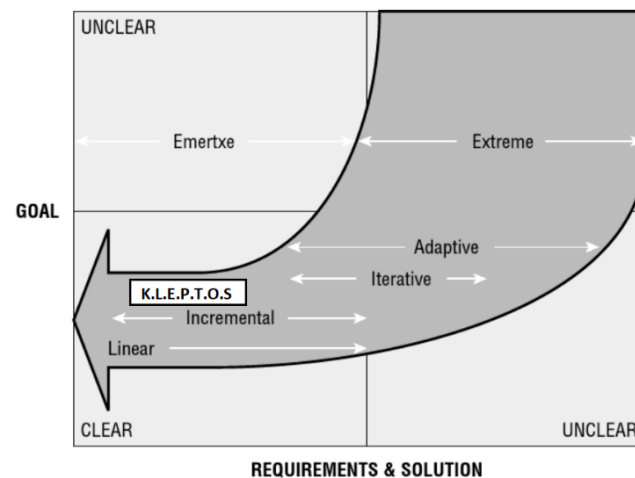 UNCLEAR
Emertxe
Extreme
GOAL
Adaptive
Iterative
K.L.E.P.T.O.S
Incremental
Linear
CLEAR
UNCLEAR
REQUIREMENTS & SOLUTION